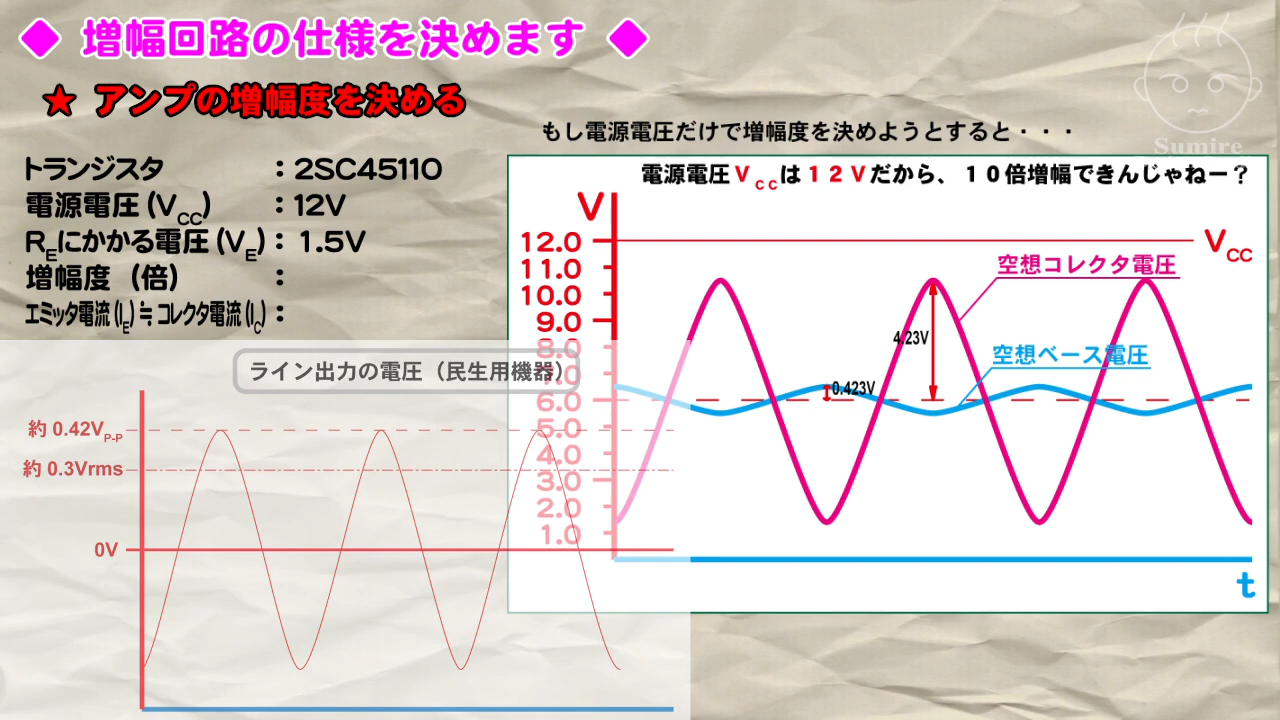 ◆ 増幅回路の仕様を決めます ◆
★ アンプの増幅度を決める
トランジスタ : 2SC45110
電源電圧(VCC) : 12V
REにかかる電圧(VE) : 1.5V
増幅度 (倍) :
エミッタ電流(IE)≒コレクタ電流(IC) :
もし電源電圧だけで増幅度を決めようとすると・・・
電源電圧VCCは12Vだから、10倍増幅できんじゃねー?
V
12.0
11.0
10.0
9.0
8.0
7.0
6.0
5.0
4.0
3.0
2.0
1.0
VCC
空想コレクタ電圧
空想ベース電圧
4.23V
0.423V
t
ライン出力の電圧(民生用機器)
約 0.42VP-P
約 0.3Vrms
0V
Sumire